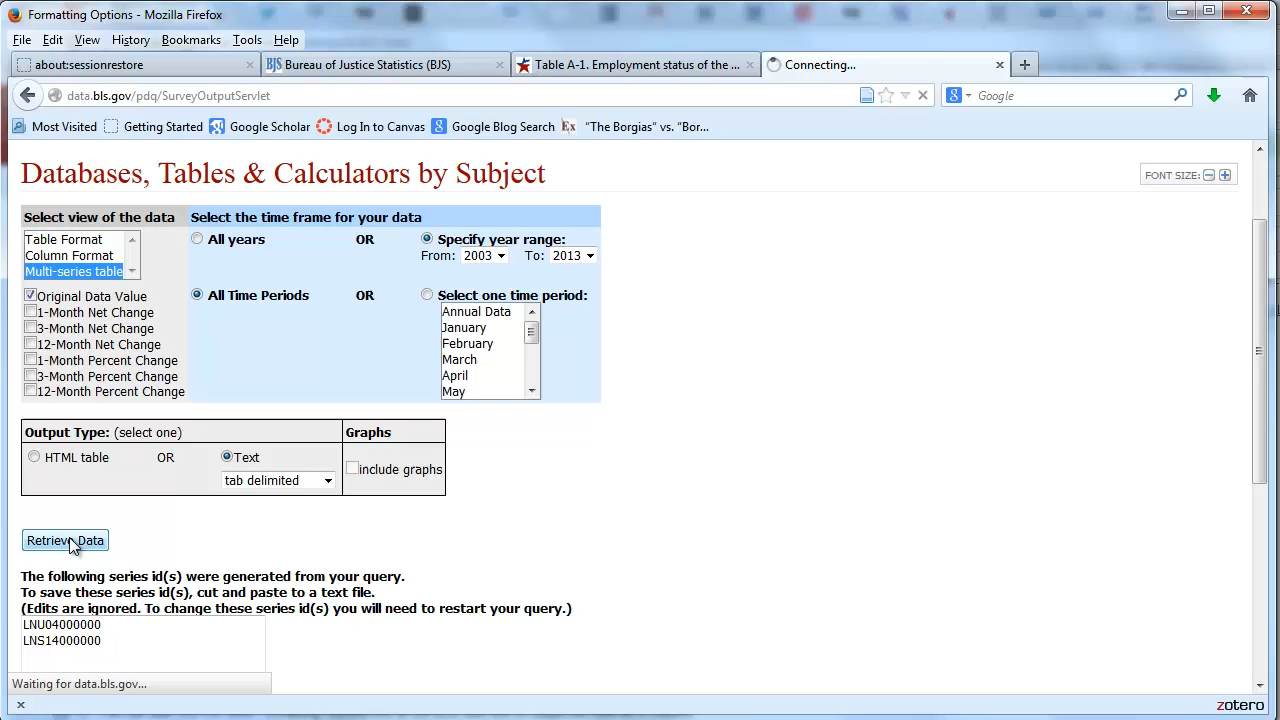 Formatting Options - Mozilla Firefox
File Edit View History Bookmarks Tools Help
about:sessionrestore
BJS Bureau of Justice Statistics (BJS)
Table A-1. Employment status of the ...
Connecting...
data.bls.gov/pdq/SurveyOutputServlet
Google
Most Visited Getting Started Google Scholar Log In to Canvas Google Blog Search Ex "The Borgias" vs. "Bor...
Databases, Tables & Calculators by Subject
FONT SIZE:
Select view of the data
Select the time frame for your data
Table Format
Column Format
Multi-series table
All years OR Specify year range:
From: 2003 To: 2013
Original Data Value
1-Month Net Change
3-Month Net Change
12-Month Net Change
1-Month Percent Change
3-Month Percent Change
12-Month Percent Change
All Time Periods OR Select one time period:
Annual Data
January
February
March
April
May
Output Type: (select one) Graphs
HTML table OR Text
tab delimited
include graphs
Retrieve Data
The following series id(s) were generated from your query.
To save these series id(s), cut and paste to a text file.
(Edits are ignored. To change these series id(s) you will need to restart your query.)
LNU04000000
LNS14000000
Waiting for data.bls.gov...
zotero